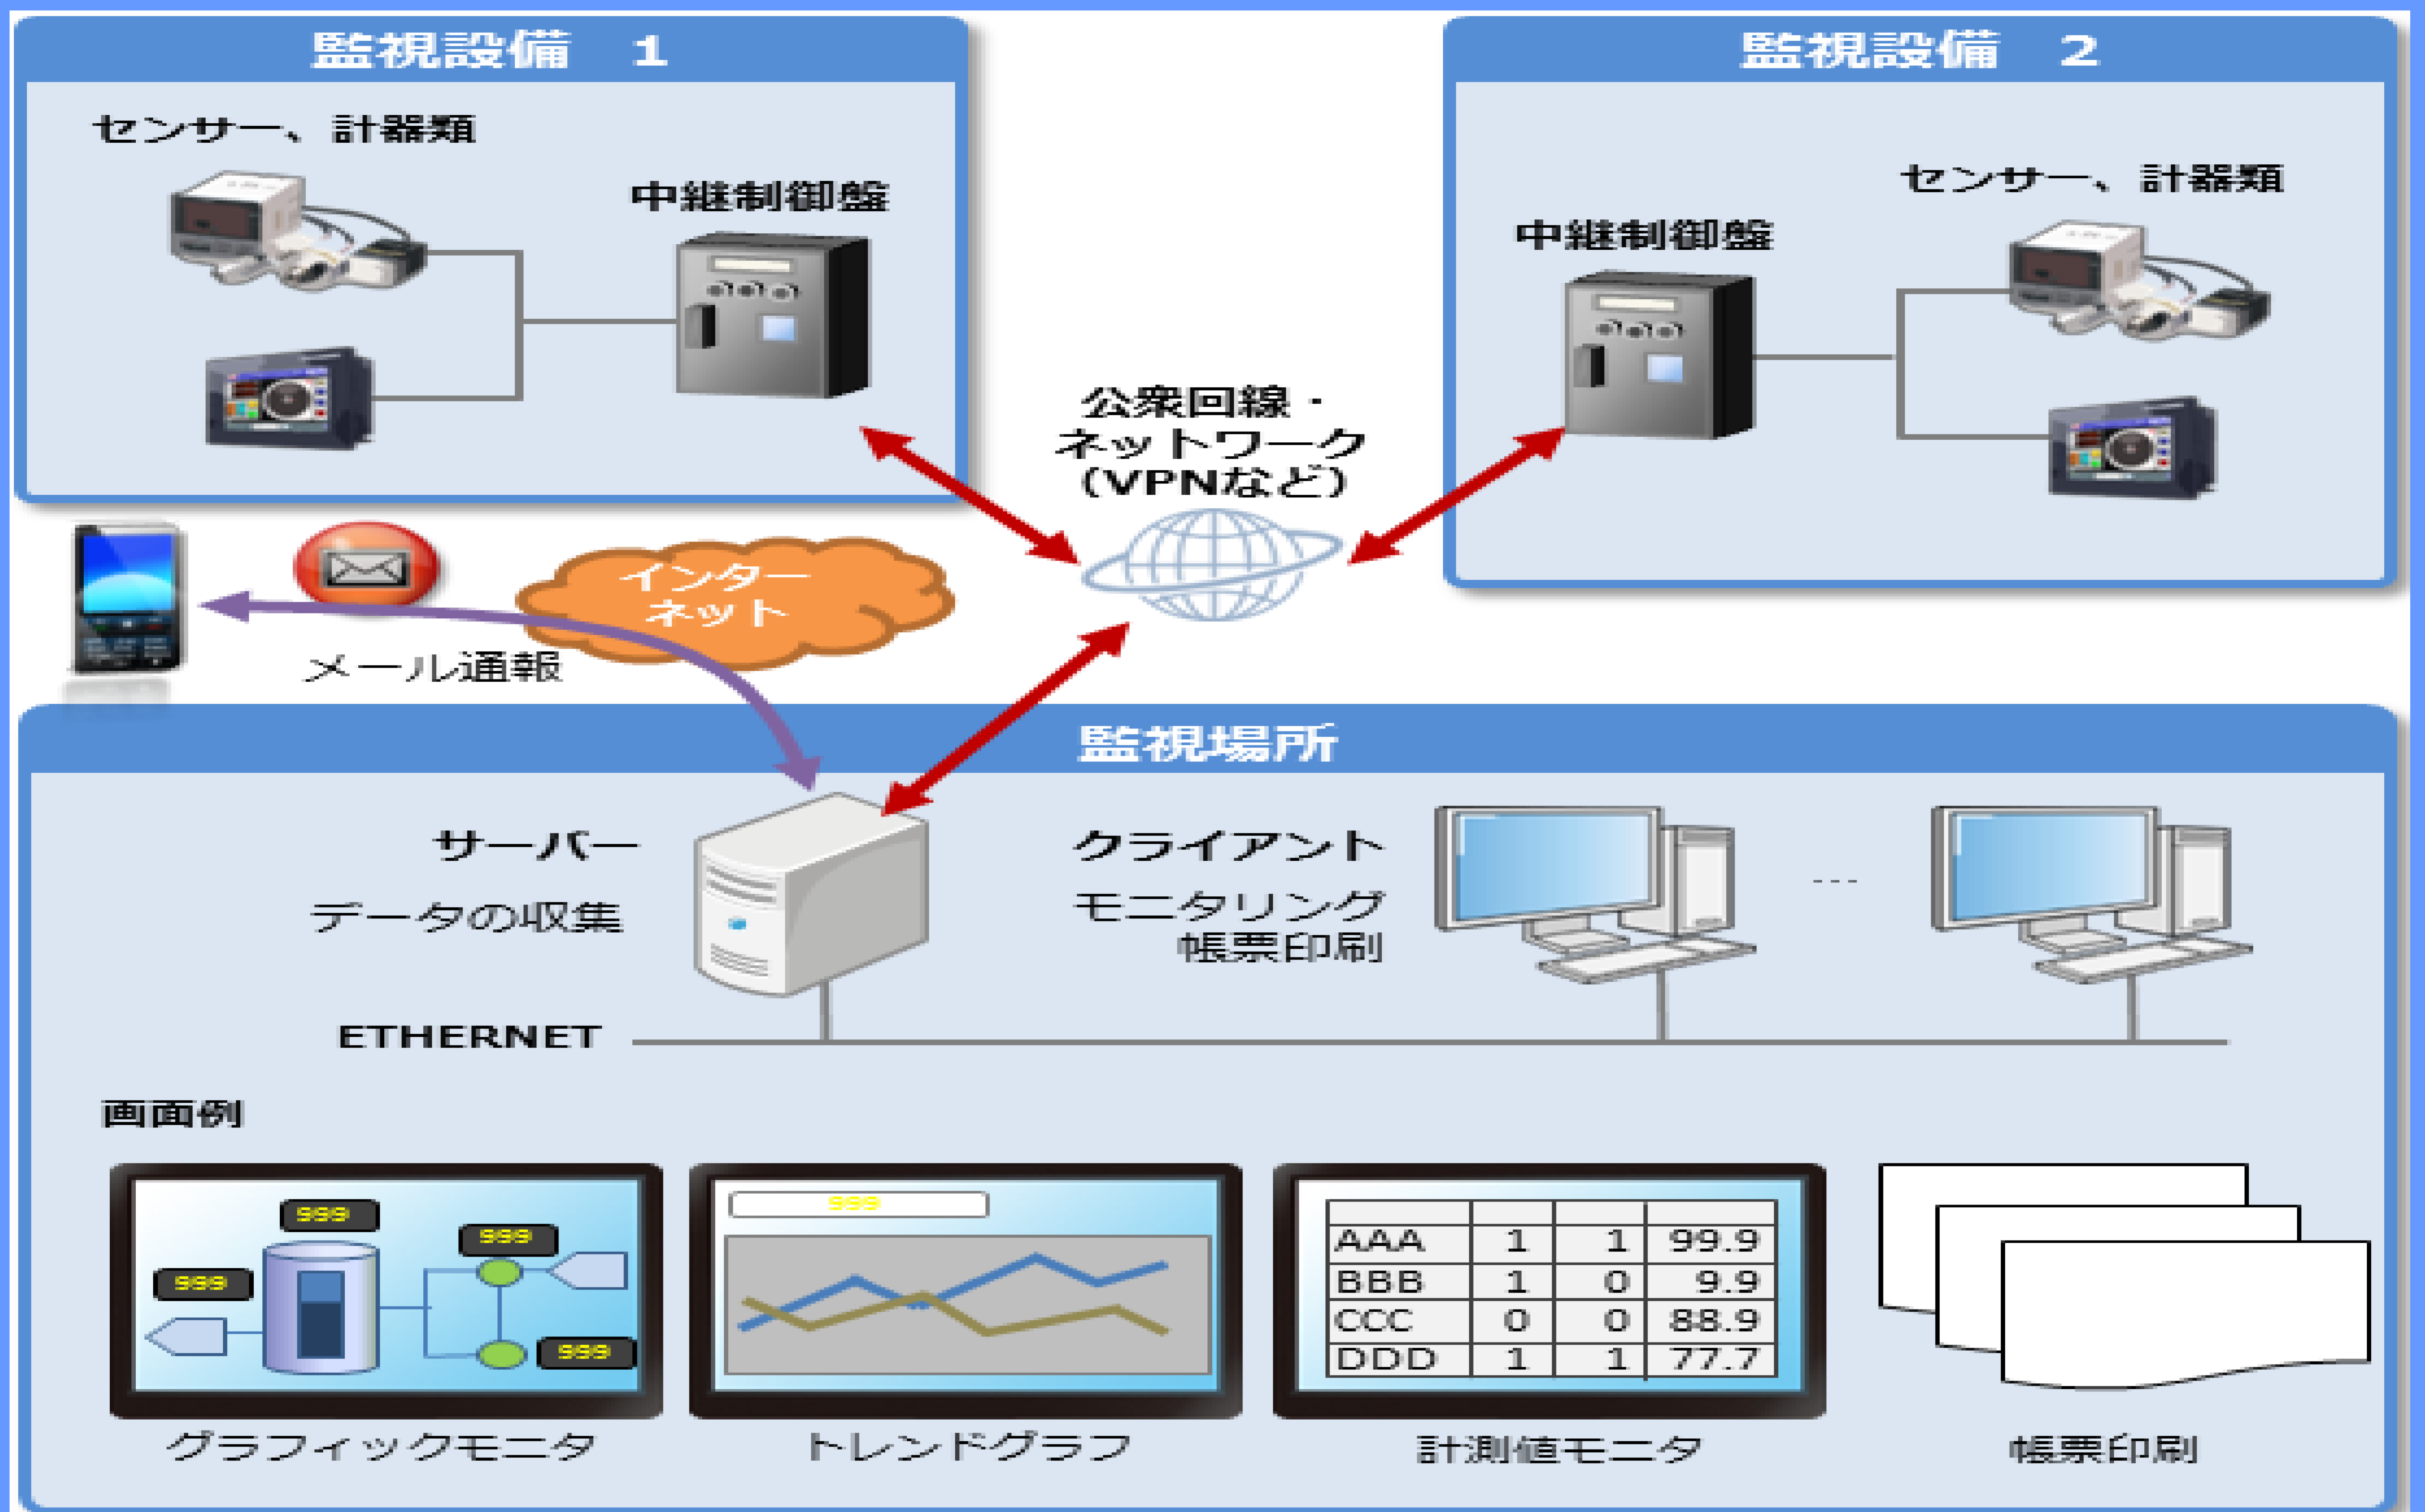 監視設備 1
センサー、計器類
中継制御盤
監視設備 2
センサー、計器類
中継制御盤
公衆回線・
ネットワーク
(VPNなど)
インター
ネット
メール通報
監視場所
サーバー
データの収集
クライアント
モニタリング
帳票印刷
---
ETHERNET
画面例
999
999
999
999
グラフィックモニタ
999
トレンドグラフ
AAA 1 1 99.9
BBB 1 0 9.9
CCC 0 0 88.9
DDD 1 1 77.7
計測値モニタ
帳票印刷